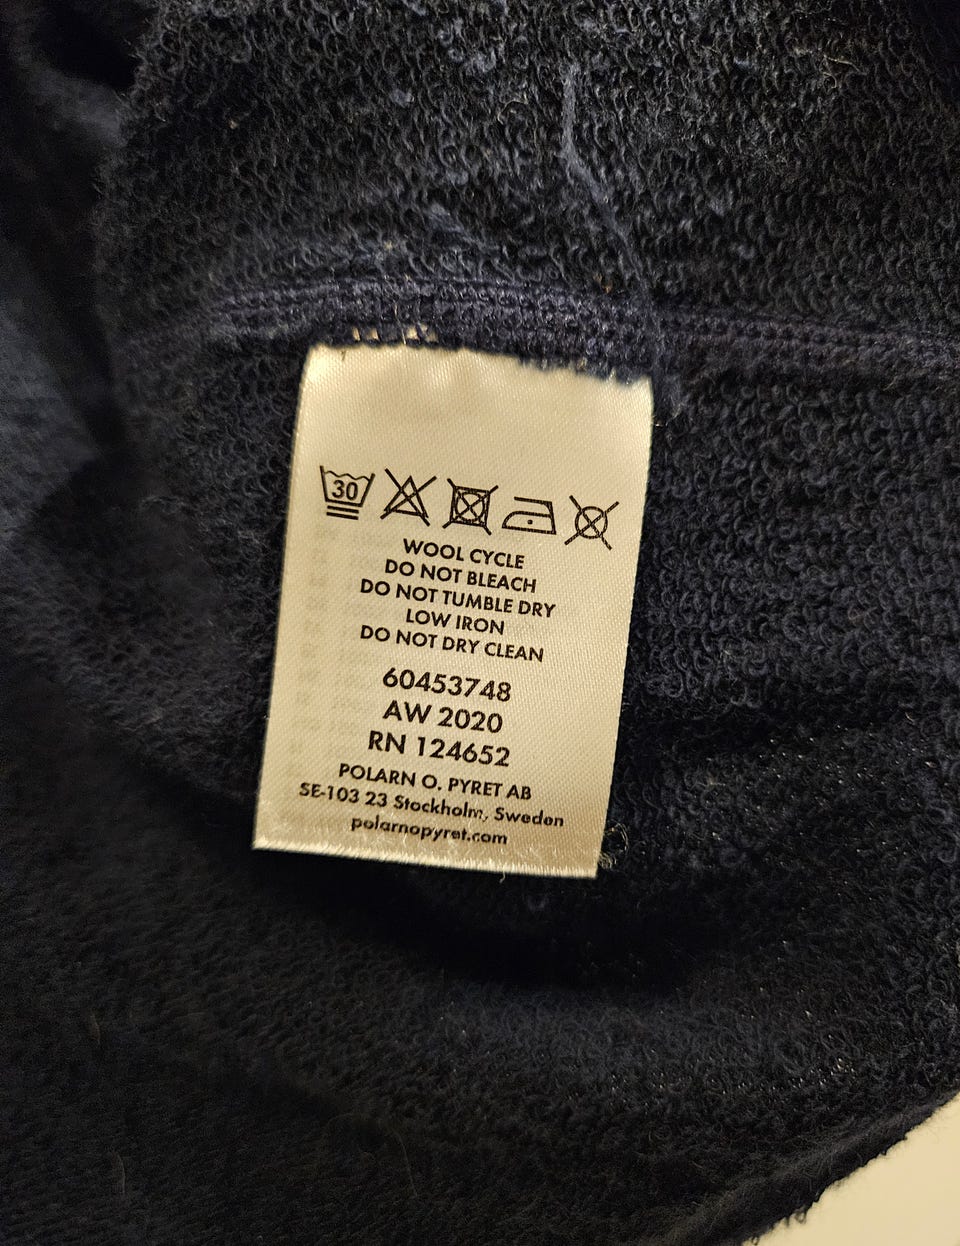 30
WOOL CYCLE
DO NOT BLEACH
DO NOT TUMBLE DRY
LOW IRON
DO NOT DRY CLEAN
60453748
AW 2020
RN 124652
POLARN O. PYRET AB
SE-103 23 Stockholm, Sweden
polarnopyret.com